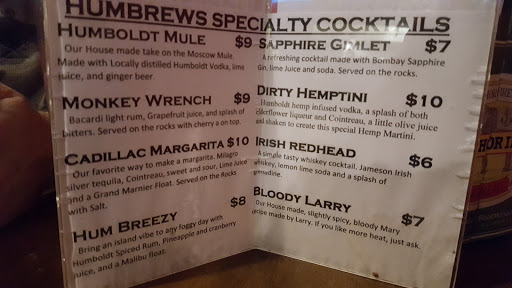 HUMBREWS SPECIALTY COCKTAILS
HUMBOLDT MULE $9
Our House made take on the Moscow Mule.
Made with Locally distilled Humboldt Vodka, lime
juice, and ginger beer.
MONKEY WRENCH $9
Bacardi light rum, Grapefruit juice, and splash of
bitters. Served on the rocks with cherry a on top.
CADILLAC MARGARITA $10
Our favorite way to make a margarita. Milagro
silver tequila, Cointreau, sweet and sour, Lime Juice
and a Grand Marnier Float. Served on the Rocks
with Salt.
HUM BREEZY $8
Bring an island vibe to any foggy day with
Humboldt Spiced Rum, Pineapple and cranberry
juice, and a Malibu float.
SAPPHIRE GIMLET $7
A refreshing cocktail made with Bombay Sapphire
Gin, lime Juice and soda. Served on the rocks.
DIRTY HEMPTINI $10
Humboldt hemp infused vodka, a splash of both
elderflower liqueur and Cointreau, a little olive juice
and shaken to create this special Hemp Martini.
IRISH REDHEAD $6
A simple tasty whiskey cocktail. Jameson Irish
whiskey, lemon lime soda and a splash of
grenadine.
BLOODY LARRY $7
Our House made, slightly spicy, bloody Mary
recipe made by Larry. If you like more heat, just ask.